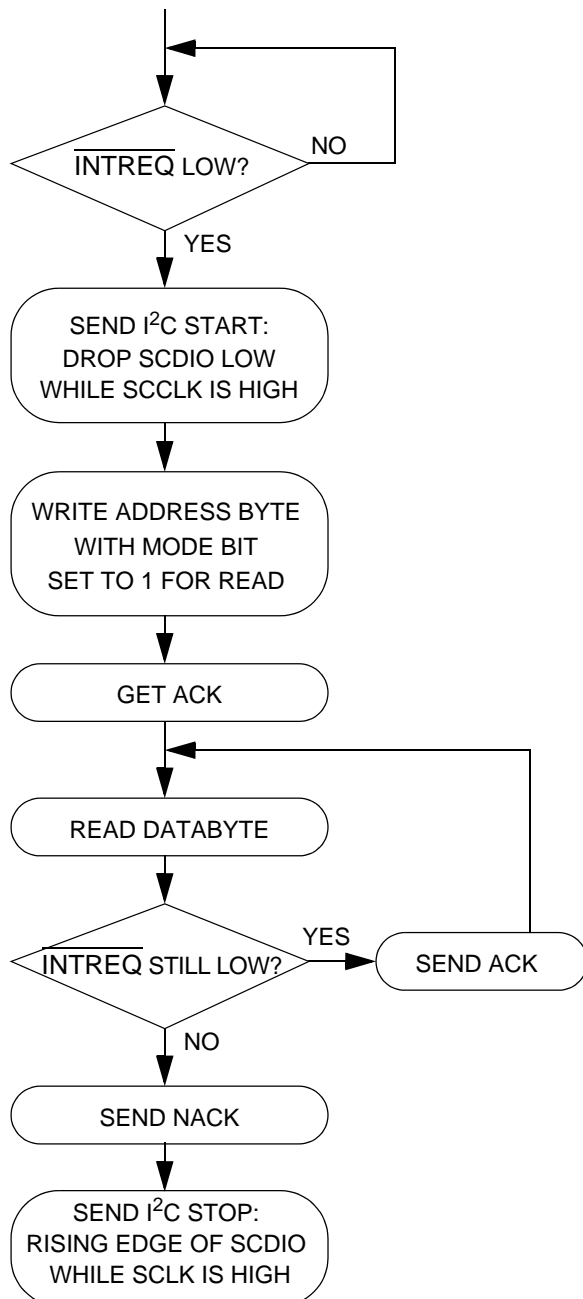 INTREQ LOW?
NO
YES
SEND I²C START:
DROP SCDIO LOW
WHILE SCCLK IS HIGH
WRITE ADDRESS BYTE
WITH MODE BIT
SET TO 1 FOR READ
GET ACK
READ DATABYTE
INTREQ STILL LOW?
YES
SEND ACK
NO
SEND NACK
SEND I²C STOP:
RISING EDGE OF SCDIO
WHILE SCLK IS HIGH